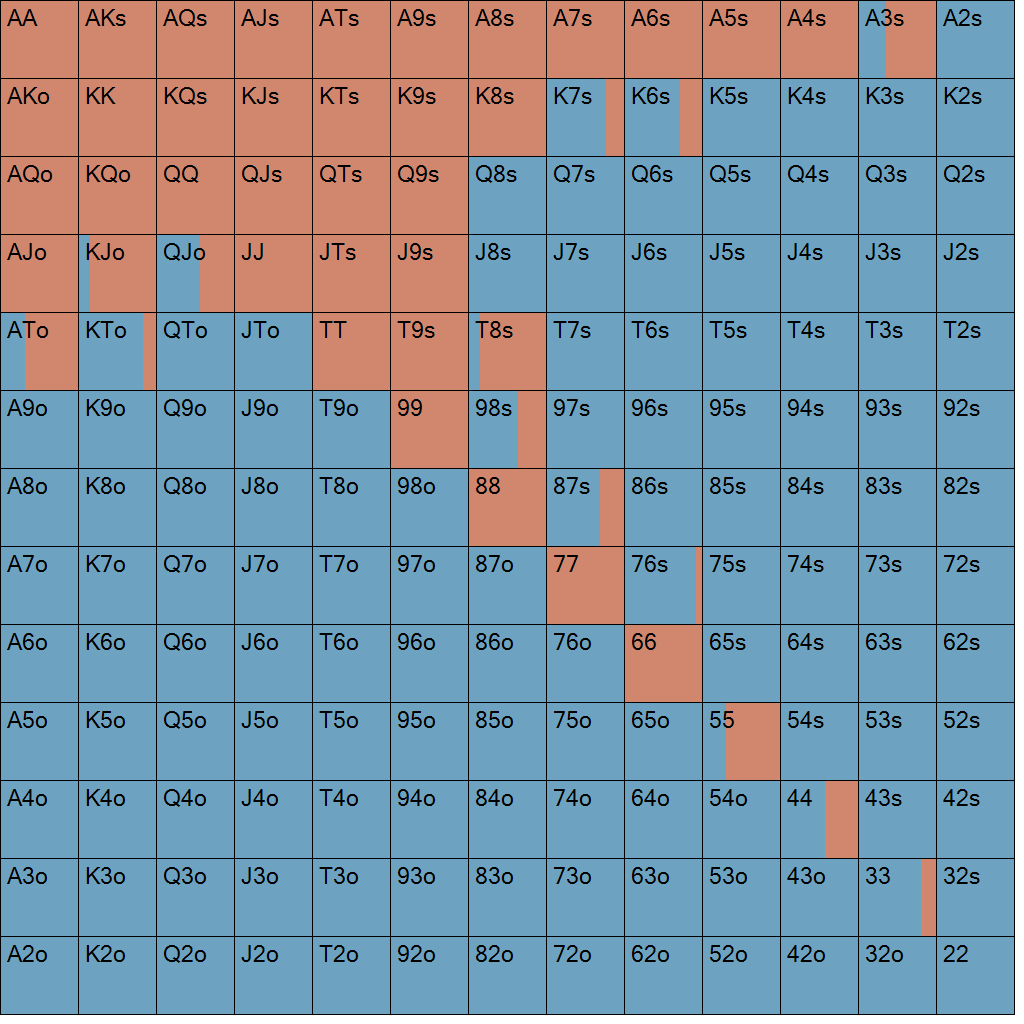 AA AKs AQs AJs ATs A9s A8s A7s A6s A5s A4s A3s A2s
AKo KK KQs KJs KTs K9s K8s K7s K6s K5s K4s K3s K2s
AQo KQo QQ QJs QTs Q9s Q8s Q7s Q6s Q5s Q4s Q3s Q2s
AJo KJo QJo JJ JTs J9s J8s J7s J6s J5s J4s J3s J2s
ATo KTo QTo JTo TT T9s T8s T7s T6s T5s T4s T3s T2s
A9o K9o Q9o J9o T9o 99 98s 97s 96s 95s 94s 93s 92s
A8o K8o Q8o J8o T8o 98o 88 87s 86s 85s 84s 83s 82s
A7o K7o Q7o J7o T7o 97o 87o 77 76s 75s 74s 73s 72s
A6o K6o Q6o J6o T6o 96o 86o 76o 66 65s 64s 63s 62s
A5o K5o Q5o J5o T5o 95o 85o 75o 65o 55 54s 53s 52s
A4o K4o Q4o J4o T4o 94o 84o 74o 64o 54o 44 43s 42s
A3o K3o Q3o J3o T3o 93o 83o 73o 63o 53o 43o 33 32s
A2o K2o Q2o J2o T2o 92o 82o 72o 62o 52o 42o 32o 22